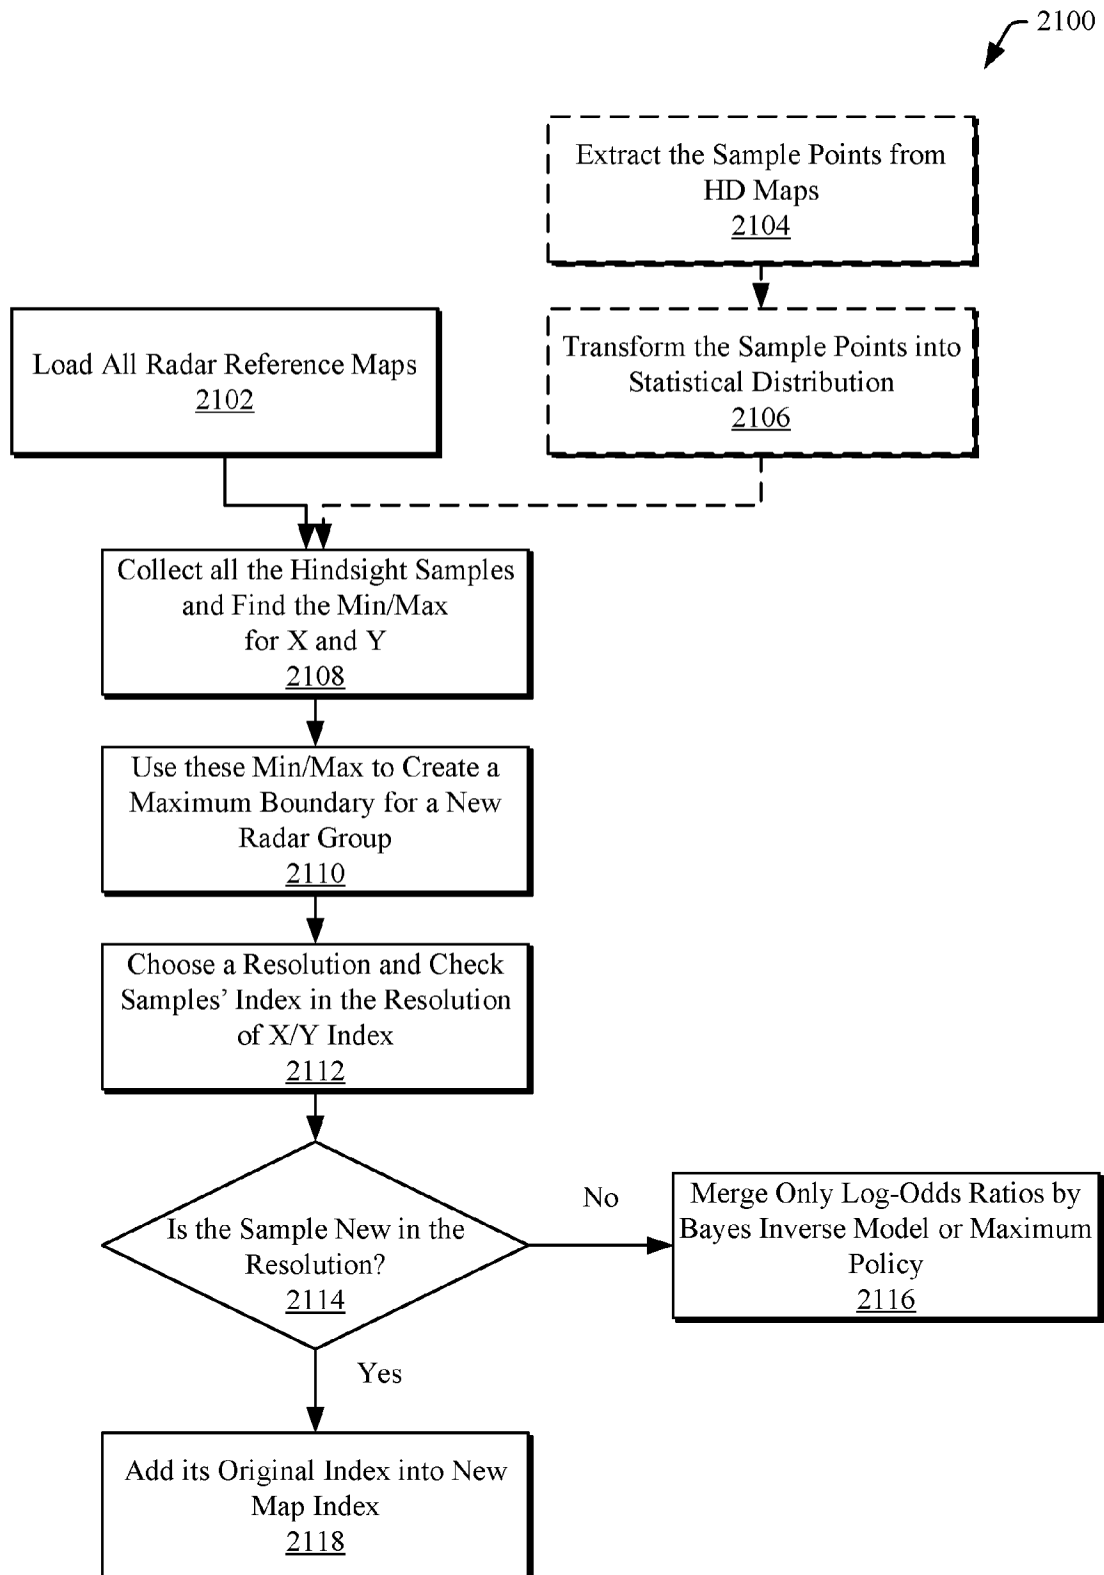 2100
Extract the Sample Points from
HD Maps
2104
Load All Radar Reference Maps
2102
Transform the Sample Points into
Statistical Distribution
2106
Collect all the Hindsight Samples
and Find the Min/Max
for X and Y
2108
Use these Min/Max to Create a
Maximum Boundary for a New
Radar Group
2110
Choose a Resolution and Check
Samples’ Index in the Resolution
of X/Y Index
2112
Is the Sample New in the
Resolution?
2114
No
Merge Only Log-Odds Ratios by
Bayes Inverse Model or Maximum
Policy
2116
Yes
Add its Original Index into New
Map Index
2118